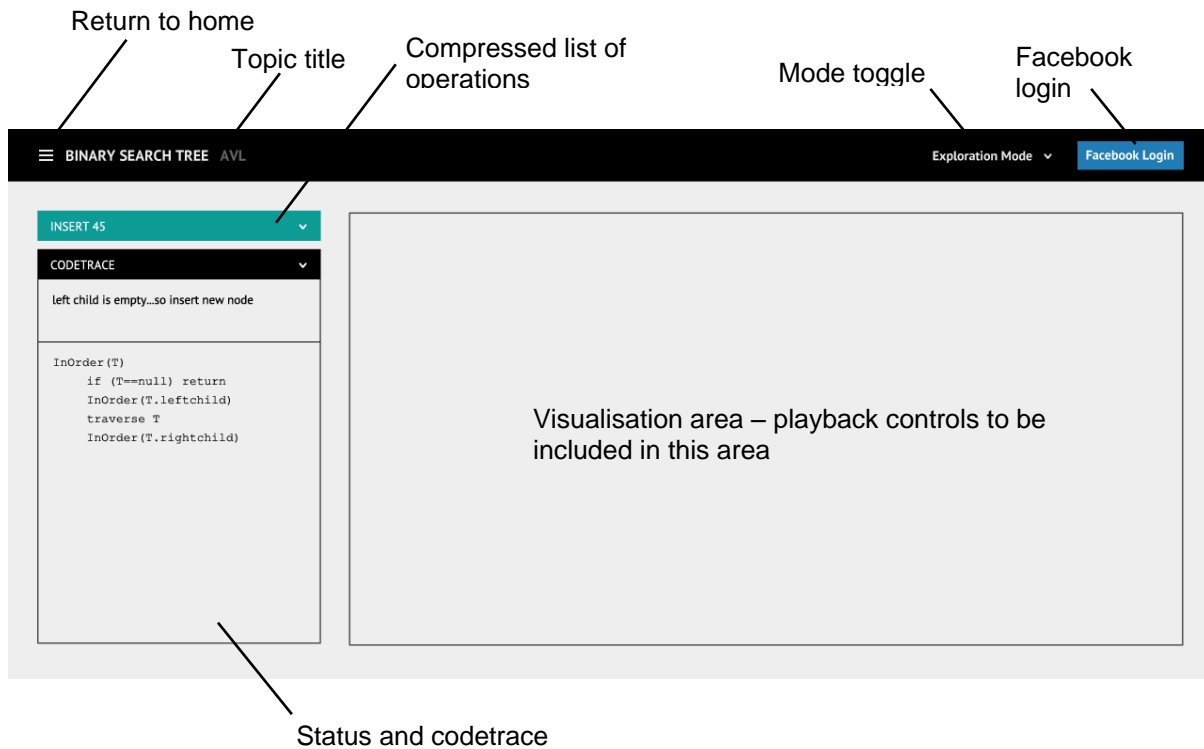 Return to home
Topic title
Compressed list of
operations
Mode toggle
Facebook
login
BINARY SEARCH TREE AVL
Exploration Mode
Facebook Login
INSERT 45
CODETRACE
left child is empty...so insert new node
InOrder(T)
if (T==null) return
InOrder(T.leftchild)
traverse T
InOrder(T.rightchild)
Visualisation area – playback controls to be
included in this area
Status and codetrace